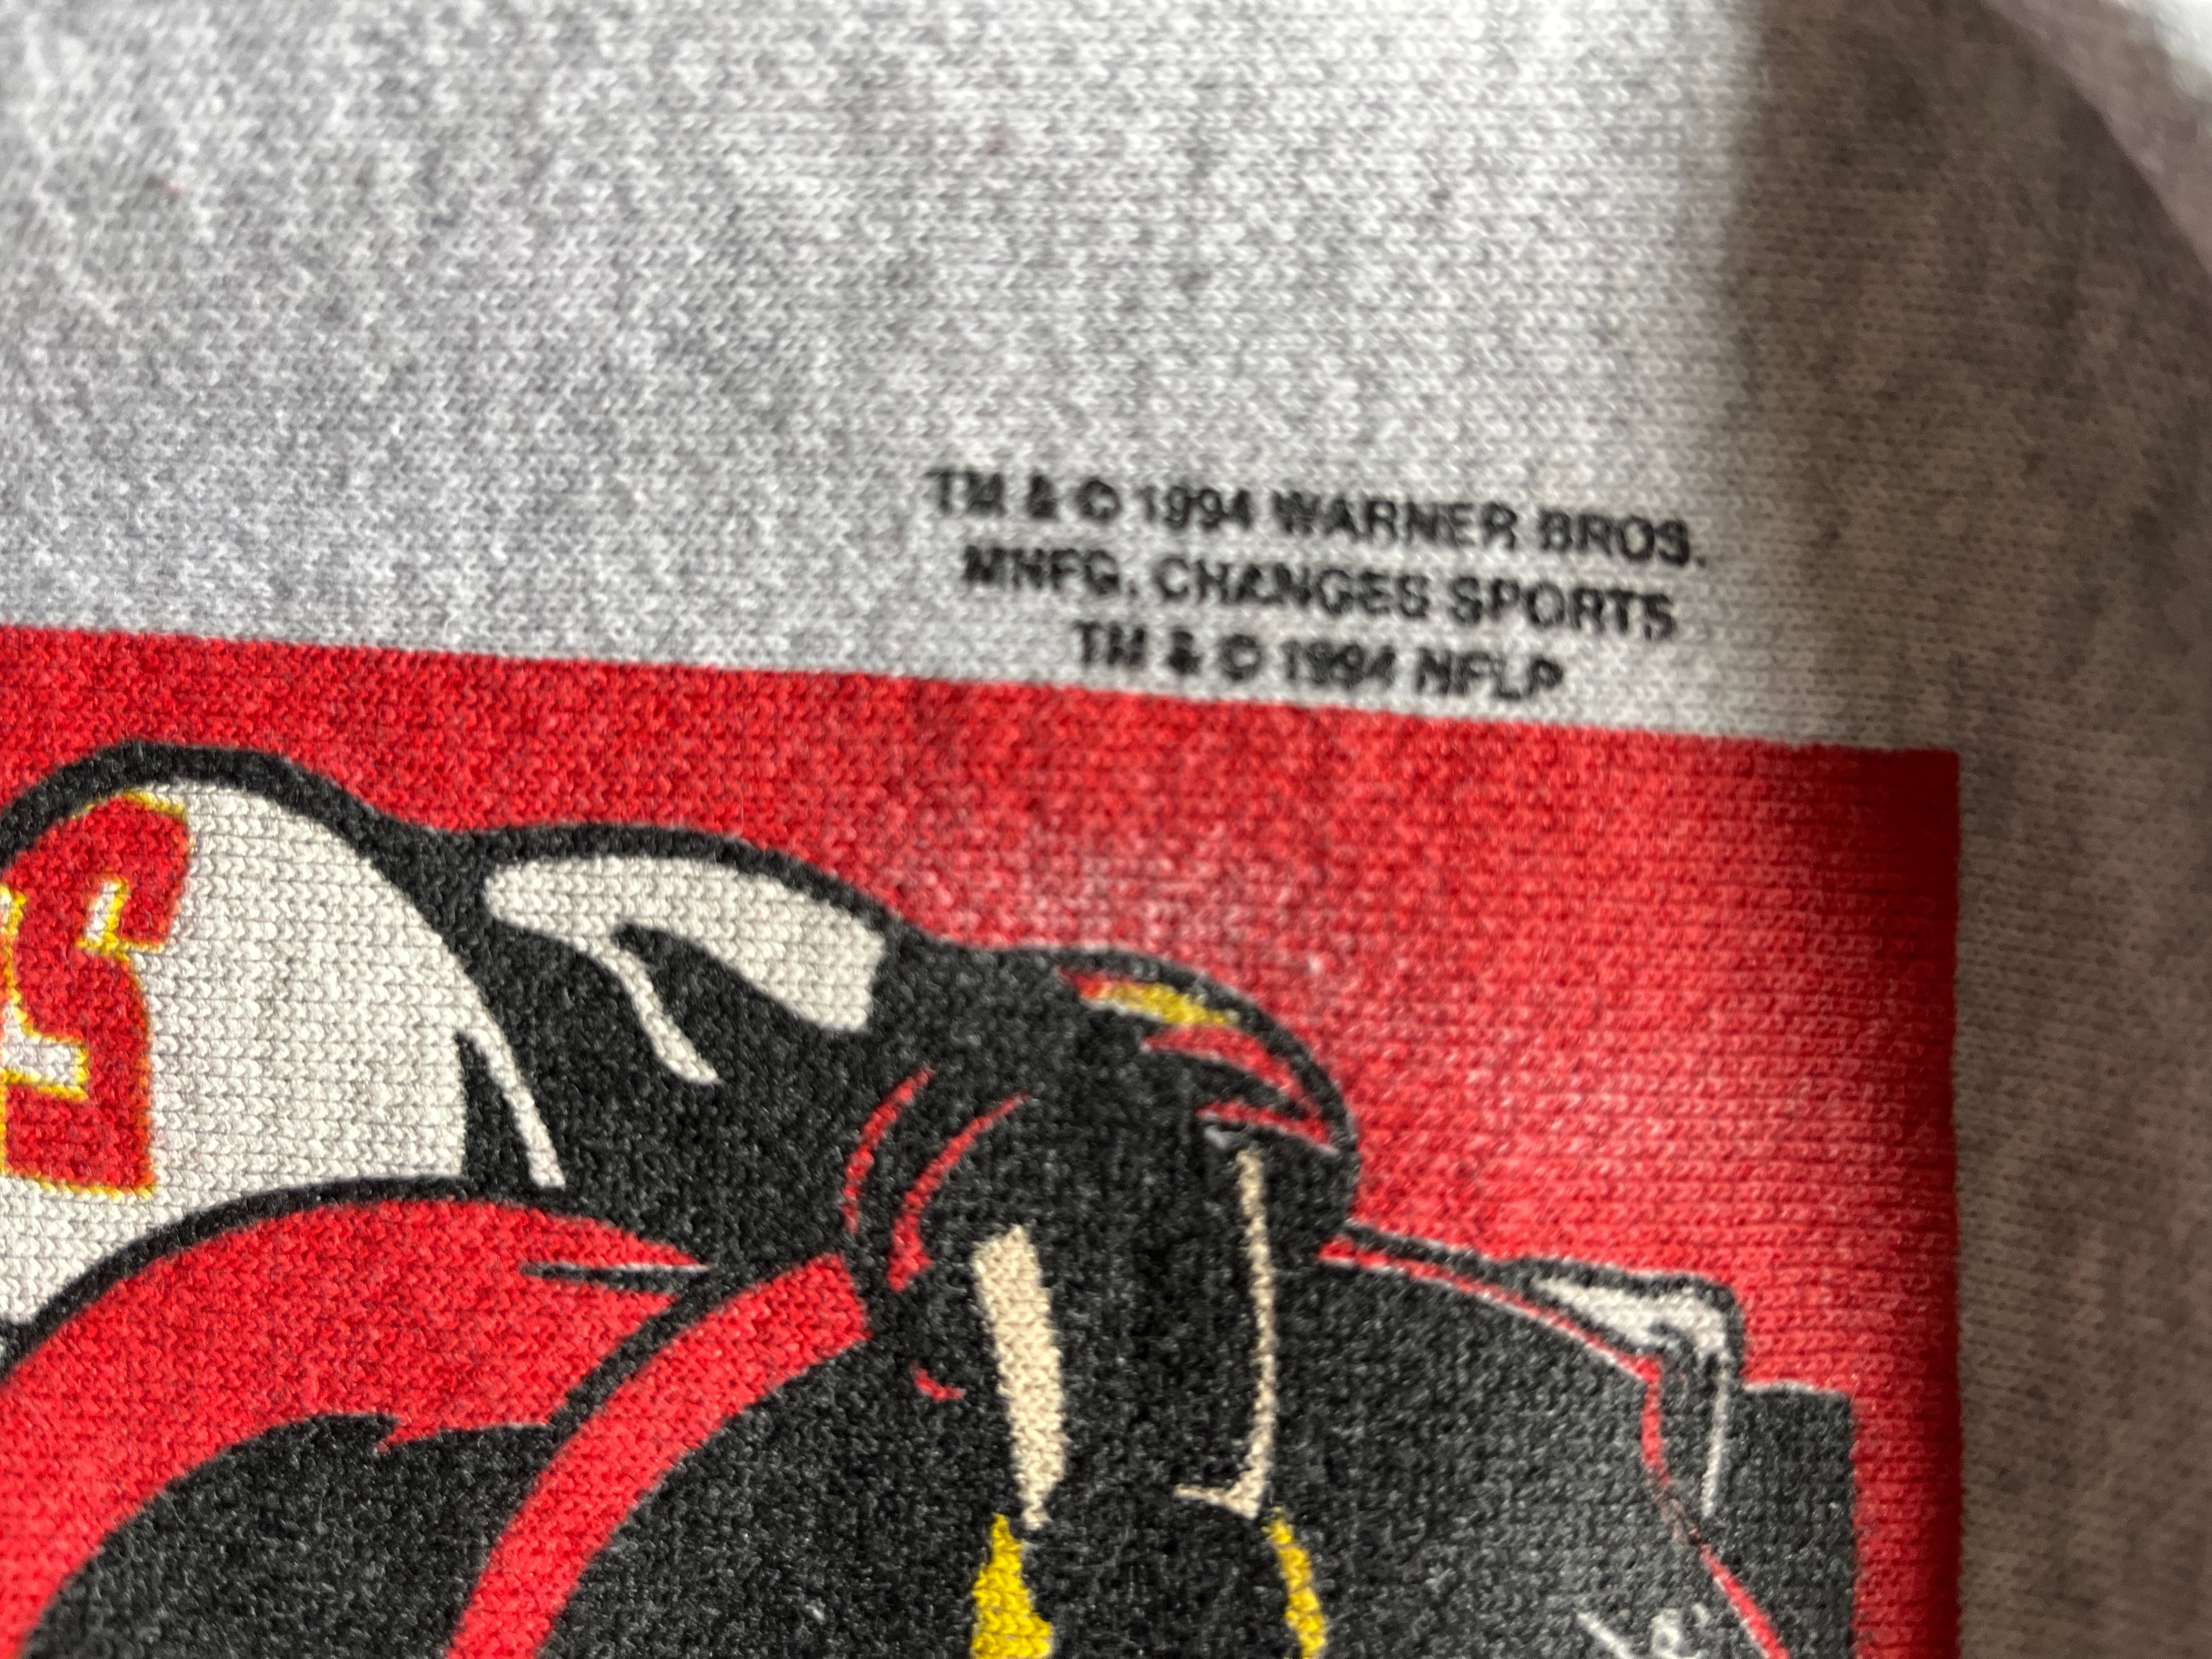 TM & © 1994 WARNER BROS.
MNFG. CHANGES SPORTS
TM & © 1994 NFLP
S